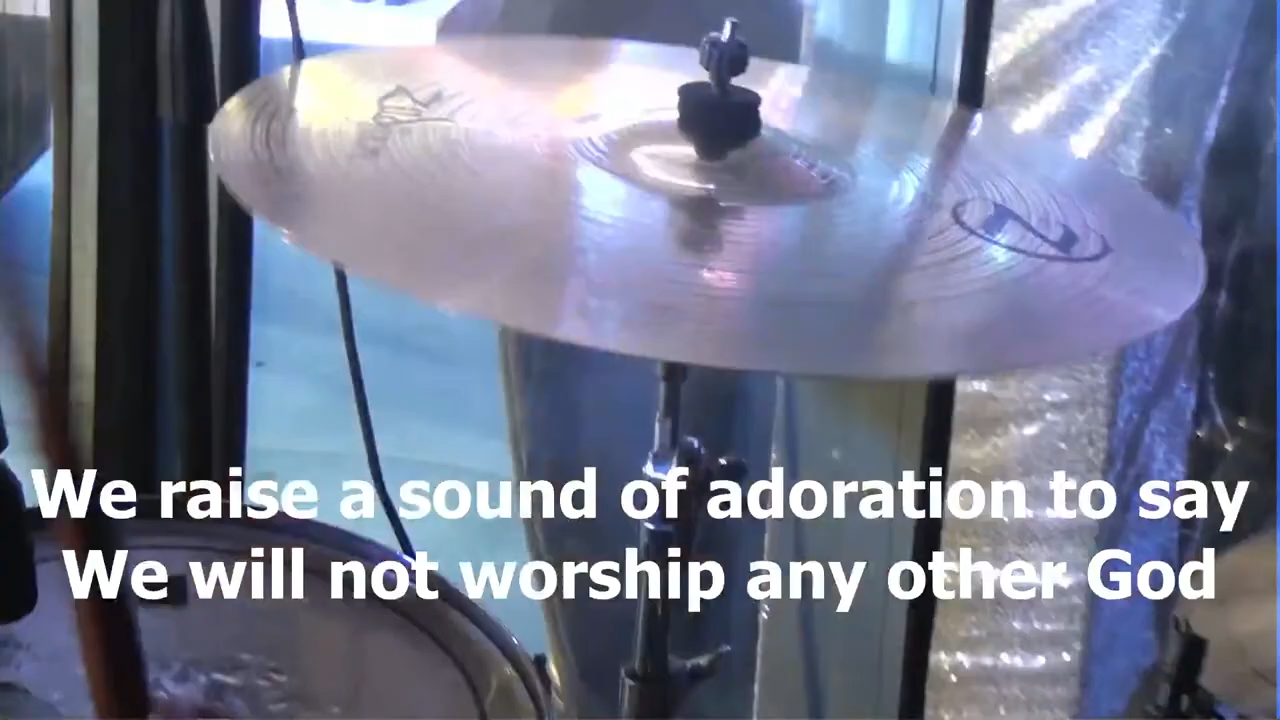 We raise a sound of adoration to say
We will not worship any other God